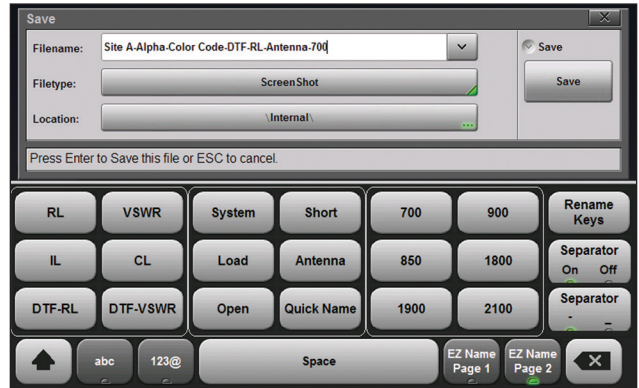 Save
Filename: Site A-Alpha-Color Code-DTF-RL-Antenna-700
Save
Filetype: ScreenShot
Save
Location: \Internal\
...
Press Enter to Save this file or ESC to cancel.
RL VSWR System Short 700 900 Rename Keys
IL CL Load Antenna 850 1800 Separator On Off
DTF-RL DTF-VSWR Open Quick Name 1900 2100 Separator - _
abc 123@ Space EZ Name Page 1 EZ Name Page 2